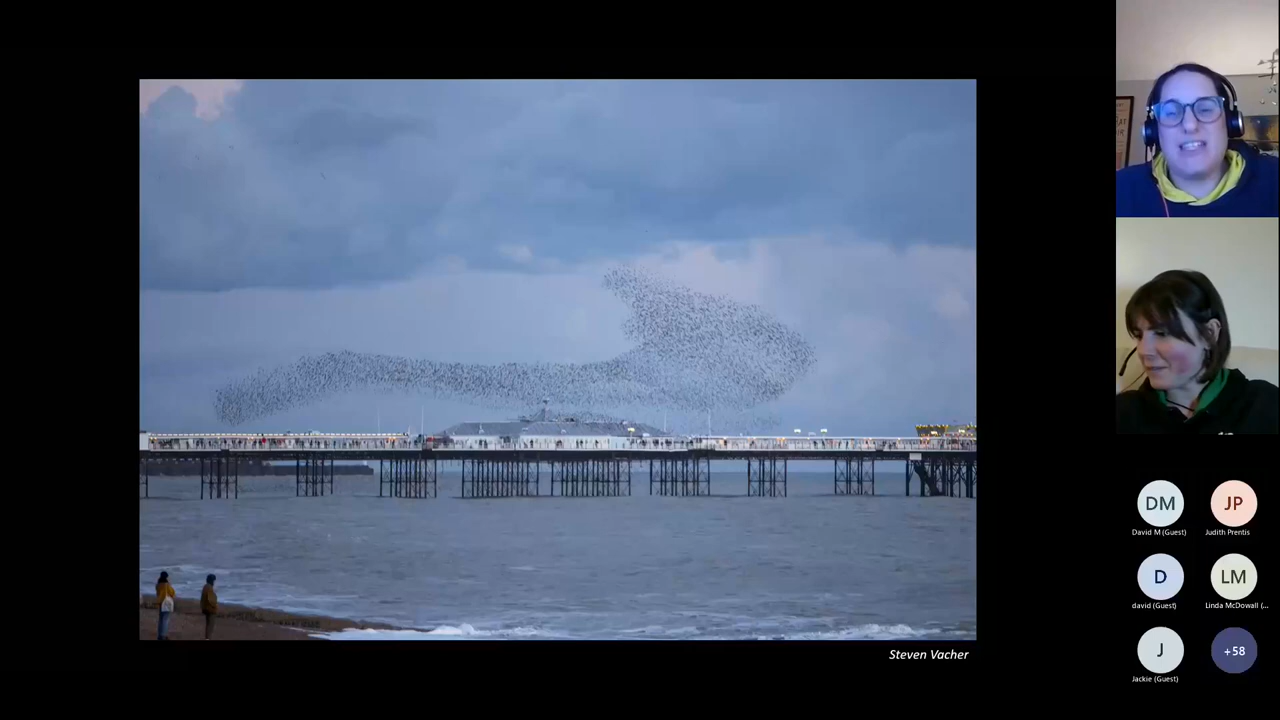 Steven Vacher
DM
JP
David M (Guest)
Judith Prentis
D
LM
david (Guest)
Linda McDowall (...
J
+58
Jackie (Guest)